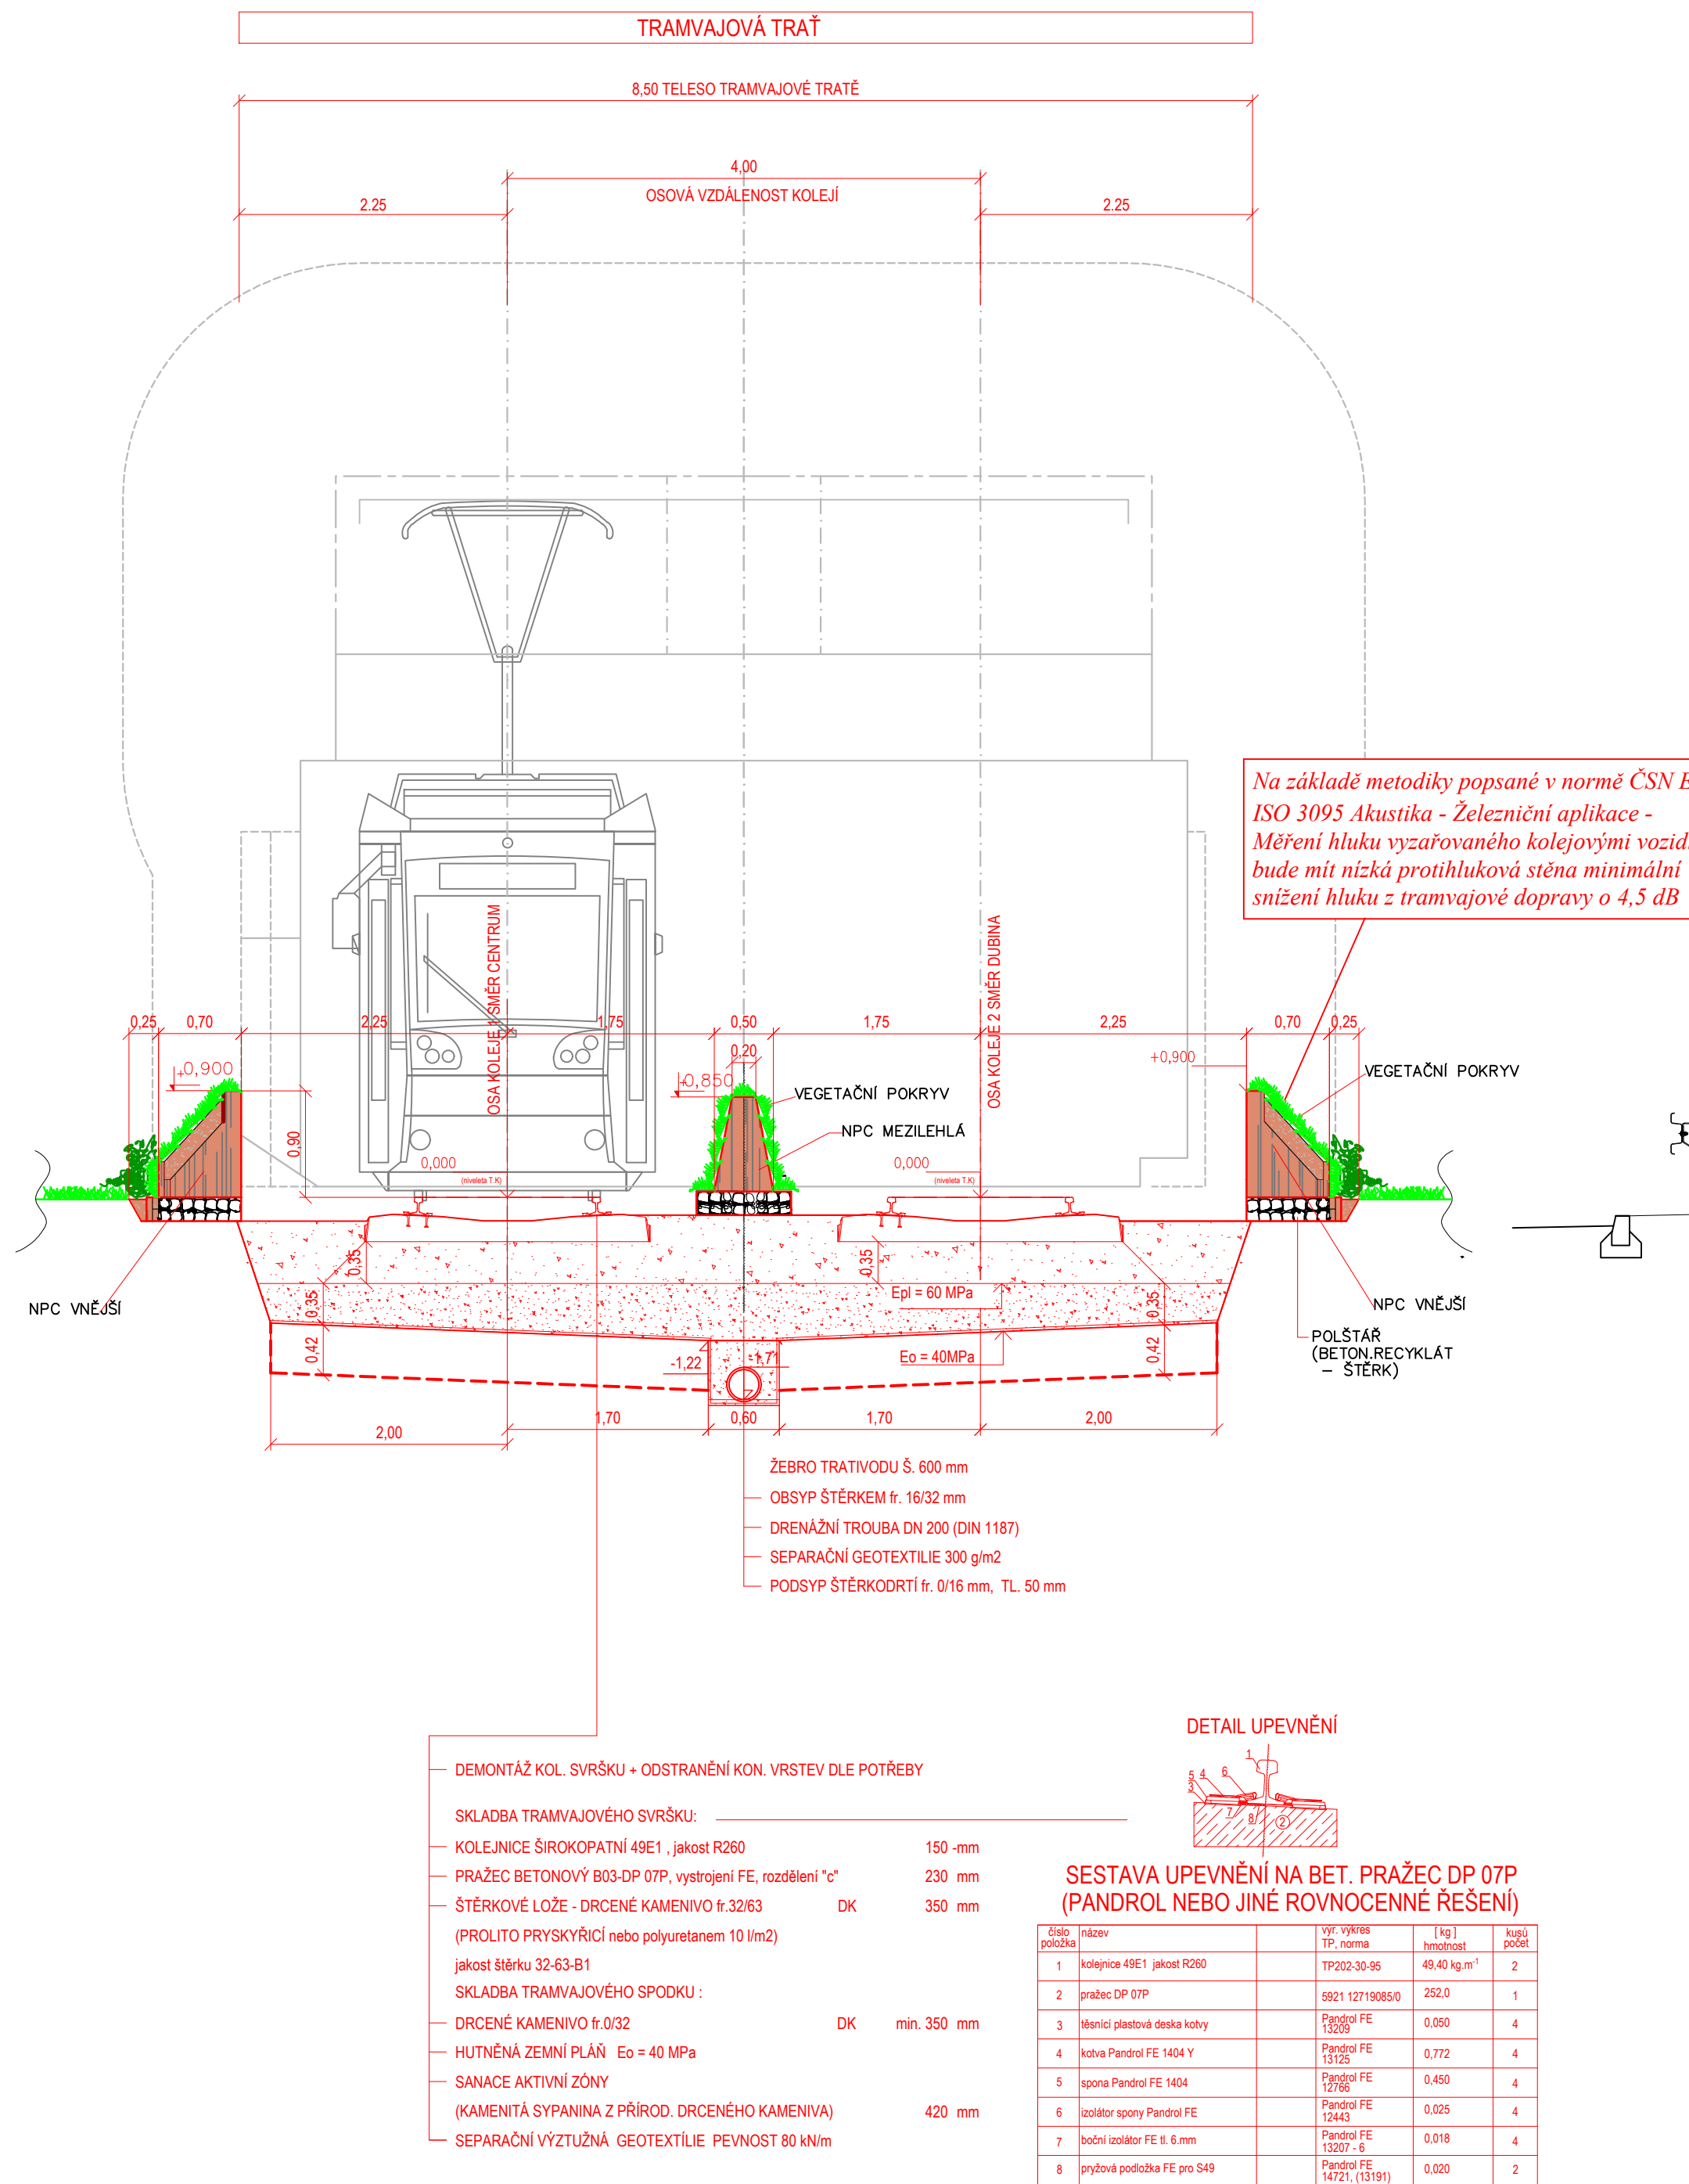 TRAMVAJOVÁ TRAŤ
8,50 TELESO TRAMVAJOVÉ TRATĚ
4,00
OSOVÁ VZDÁLENOST KOLEJÍ
2.25
2.25
Na základě metodiky popsané v normě ČSN
ISO 3095 Akustika - Železniční aplikace -
Měření hluku vyzařovaného kolejovými
bude mít nízká protihluková stěna minimální
snížení hluku z tramvajové dopravy o 4,5 dB
OSA KOLEJE 1 SMĚR CENTRUM
OSA KOLEJE 2 SMĚR DUBINA
0,25 0,70 2,25 1,75 0,50 1,75 2,25 0,70 0,25
0,20
+0,900
+0,850
+0,900
VEGETAČNÍ POKRYV
VEGETAČNÍ POKRYV
NPC MEZILEHLÁ
0,90
0,000
(niveleta T.K)
0,000
(niveleta T.K)
0,35
0,35
0,35
0,35
Epl = 60 MPa
NPC VNĚJŠÍ
NPC VNĚJŠÍ
POLŠTÁŘ
(BETON.RECYKLÁT
– ŠTĚRK)
0,42
0,42
-1,22
-1,71
Eo = 40MPa
2,00
1,70
0,60
1,70
2,00
ŽEBRO TRATIVODU Š. 600 mm
OBSYP ŠTĚRKEM fr. 16/32 mm
DRENÁŽNÍ TROUBA DN 200 (DIN 1187)
SEPARAČNÍ GEOTEXTILIE 300 g/m2
PODSYP ŠTĚRKODRTÍ fr. 0/16 mm, TL. 50 mm
DEMONTÁŽ KOL. SVRŠKU + ODSTRANĚNÍ KON. VRSTEV DLE POTŘEBY
SKLADBA TRAMVAJOVÉHO SVRŠKU:
KOLEJNICE ŠIROKOPATNÍ 49E1 , jakost R260 150 -mm
PRAŽEC BETONOVÝ B03-DP 07P, vystrojení FE, rozdělení "c" 230 mm
ŠTĚRKOVÉ LOŽE - DRCENÉ KAMENIVO fr.32/63 DK 350 mm
(PROLITO PRYSKYŘICÍ nebo polyuretanem 10 l/m2)
jakost štěrku 32-63-B1
SKLADBA TRAMVAJOVÉHO SPODKU :
DRCENÉ KAMENIVO fr.0/32 DK min. 350 mm
HUTNĚNÁ ZEMNÍ PLÁŇ Eo = 40 MPa
SANACE AKTIVNÍ ZÓNY
(KAMENITÁ SYPANINA Z PŘÍROD. DRCENÉHO KAMENIVA) 420 mm
SEPARAČNÍ VÝZTUŽNÁ GEOTEXTÍLIE PEVNOST 80 kN/m
DETAIL UPEVNĚNÍ
1
5 4 6
3
7 8 2
SESTAVA UPEVNĚNÍ NA BET. PRAŽEC DP 07P
(PANDROL NEBO JINÉ ROVNOCENNÉ ŘEŠENÍ)
číslo položka název výr. výkres TP, norma [ kg ] hmotnost kusů počet
1 kolejnice 49E1 jakost R260 TP202-30-95 49,40 kg.m-1 2
2 pražec DP 07P 5921 12719085/0 252,0 1
3 těsnící plastová deska kotvy Pandrol FE 13209 0,050 4
4 kotva Pandrol FE 1404 Y Pandrol FE 13125 0,772 4
5 spona Pandrol FE 1404 Pandrol FE 12766 0,450 4
6 izolátor spony Pandrol FE Pandrol FE 12443 0,025 4
7 boční izolátor FE tl. 6.mm Pandrol FE 13207 - 6 0,018 4
8 pryžová podložka FE pro S49 Pandrol FE 14721, (13191) 0,020 2